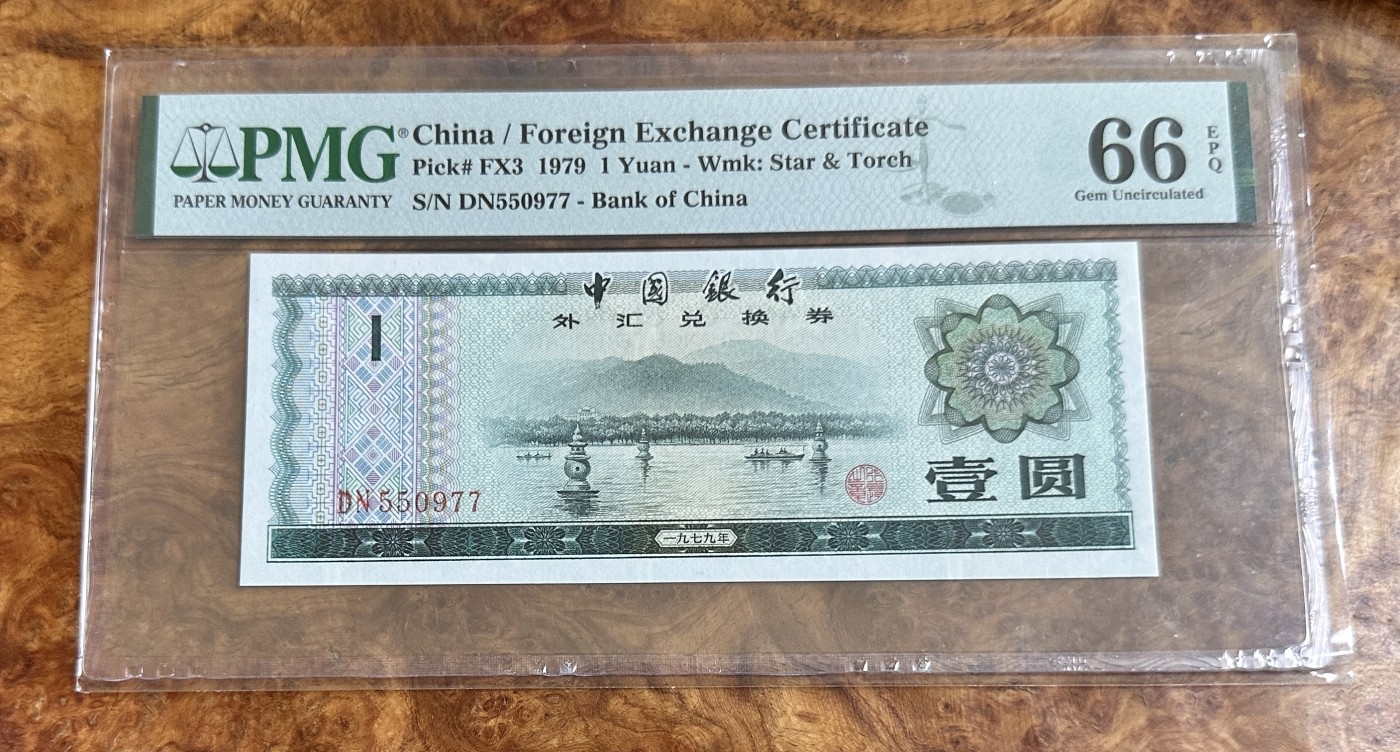 PMG® China / Foreign Exchange Certificate
Pick# FX3 1979 1 Yuan - Wmk: Star & Torch
PAPER MONEY GUARANTY S/N DN550977 - Bank of China
66 EPQ
Gem Uncirculated
中国銀行
外汇兑换券
1
壹圆
DN550977
一九七九年